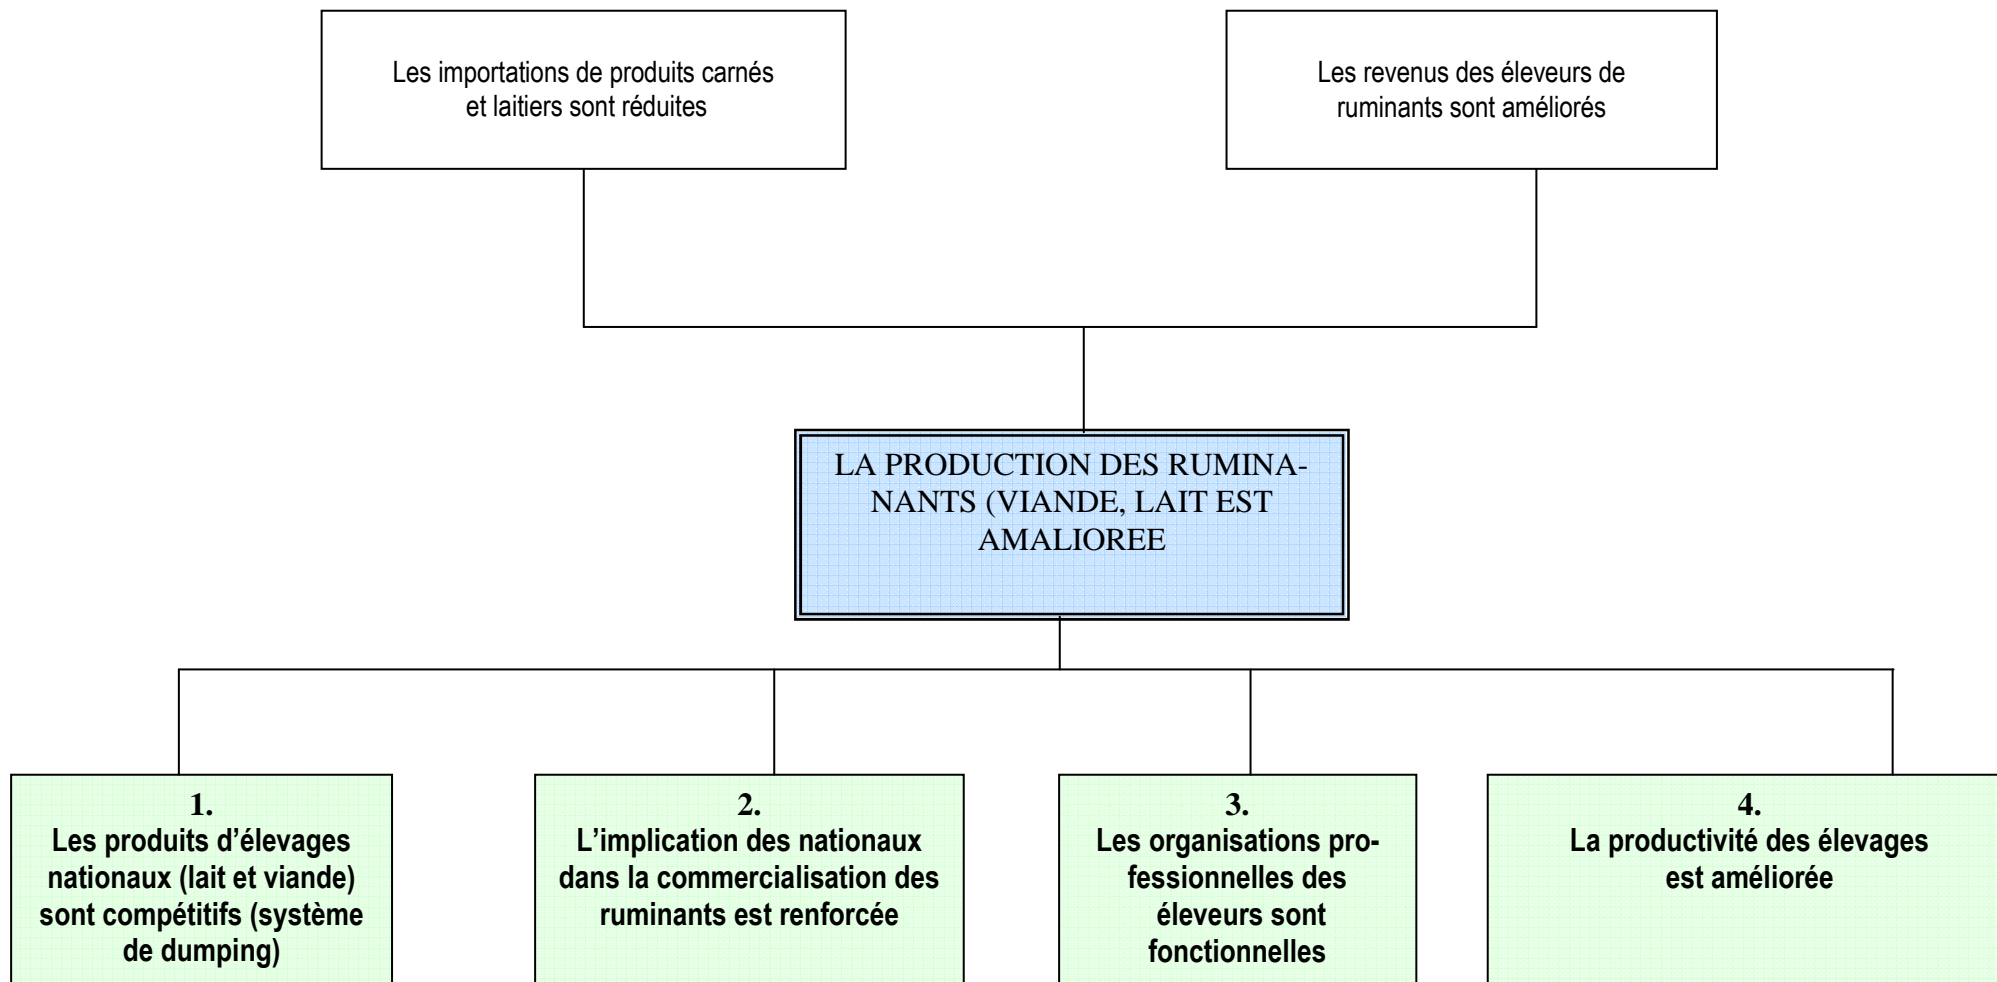 Les importations de produits carnés
et laitiers sont réduites
Les revenus des éleveurs de
ruminants sont améliorés
LA PRODUCTION DES RUMINA-
NANTS (VIANDE, LAIT EST
AMALIOREE
1.
Les produits d’élevages
nationaux (lait et viande)
sont compétitifs (système
de dumping)
2.
L’implication des nationaux
dans la commercialisation des
ruminants est renforcée
3.
Les organisations pro-
fessionnelles des
éleveurs sont
fonctionnelles
4.
La productivité des élevages
est améliorée